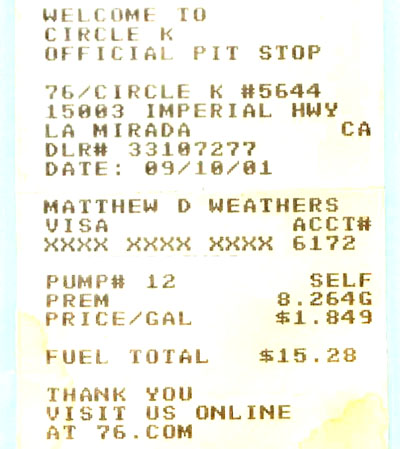 WELCOME TO
CIRCLE K
OFFICIAL PIT STOP
76/CIRCLE K #5644
15003 IMPERIAL HWY
LA MIRADA CA
DLR# 33107277
DATE: 09/10/01
MATTHEW D WEATHERS
VISA ACCT#
XXXX XXXX XXXX 6172
PUMP# 12 SELF
PREM 8.264G
PRICE/GAL $1.849
FUEL TOTAL $15.28
THANK YOU
VISIT US ONLINE
AT 76.COM